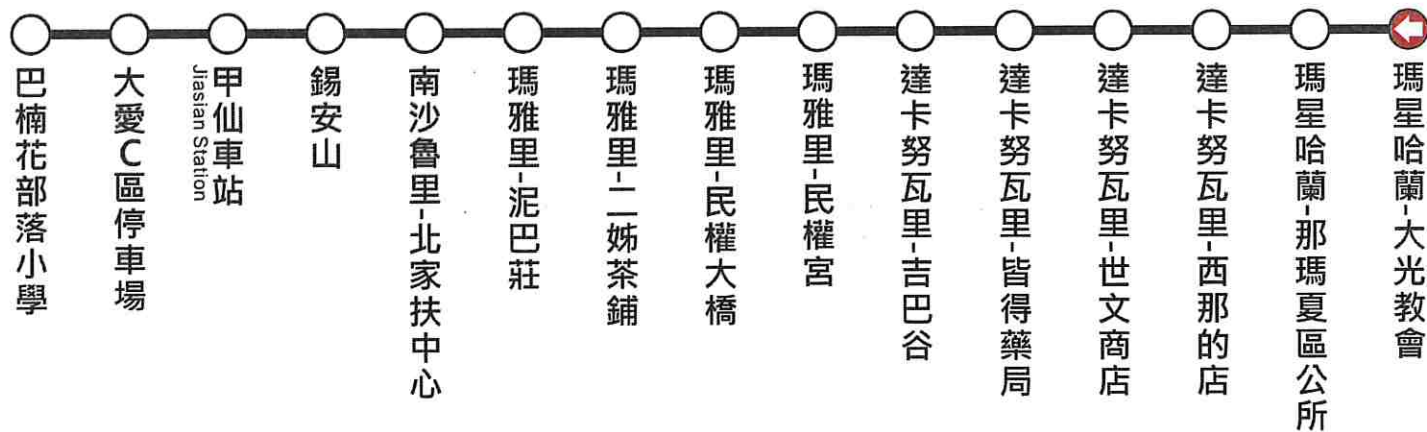 瑪星哈蘭-大光教會
瑪星哈蘭-那瑪夏區公所
達卡努瓦里-西那的店
達卡努瓦里-世文商店
達卡努瓦里-皆得藥局
達卡努瓦里-吉巴谷
瑪雅里-民權宮
瑪雅里-民權大橋
瑪雅里-二姊茶鋪
瑪雅里-泥巴莊
南沙魯里-北家扶中心
錫安山
甲仙車站
Jiasian Station
大愛C區停車場
巴楠花部落小學